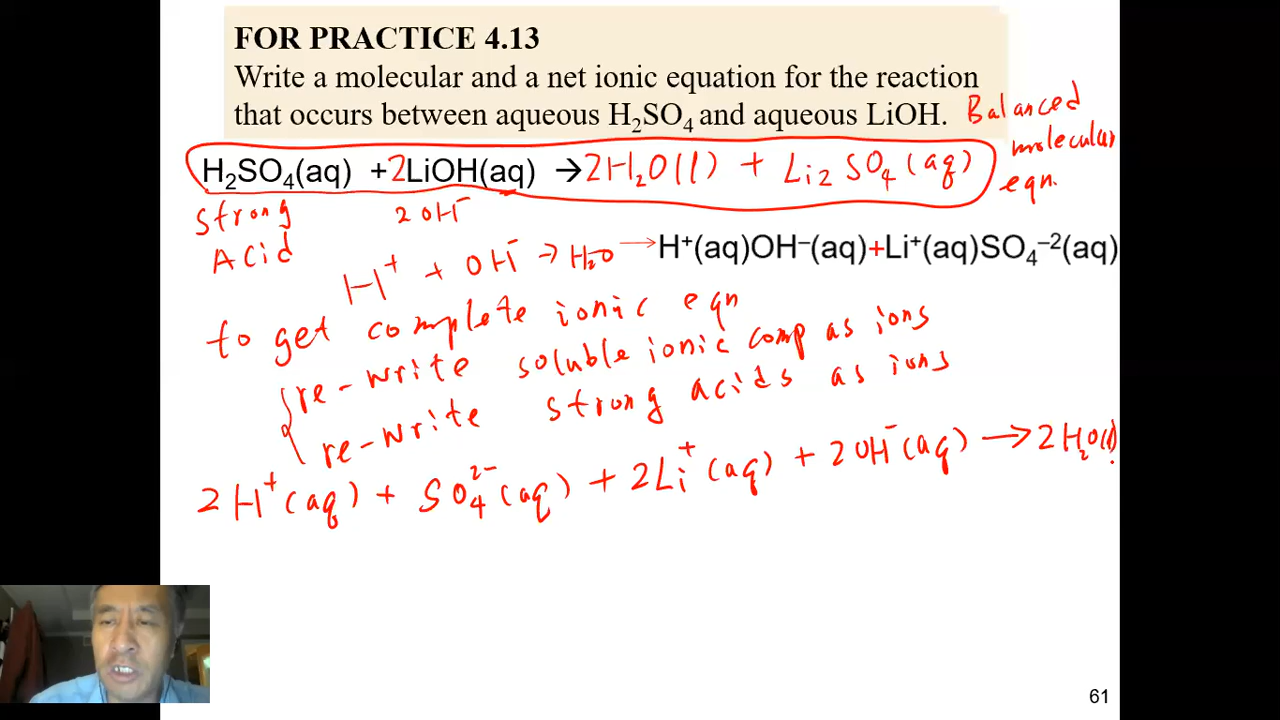 FOR PRACTICE 4.13
Write a molecular and a net ionic equation for the reaction
that occurs between aqueous H₂SO₄ and aqueous LiOH.
Balanced
molecular
eqn.
H₂SO₄(aq) +2LiOH(aq) →2H₂O(l) + Li₂SO₄(aq)
Strong
Acid
2OH⁻
H⁺ + OH⁻ → H₂O
→H⁺(aq)OH⁻(aq)+Li⁺(aq)SO₄⁻²(aq)
to get complete ionic eqn
re-write soluble ionic comp as ions
re-write strong acids as ions
2H⁺(aq) + SO₄²⁻(aq) + 2Li⁺(aq) + 2OH⁻(aq) → 2H₂O(l)
61